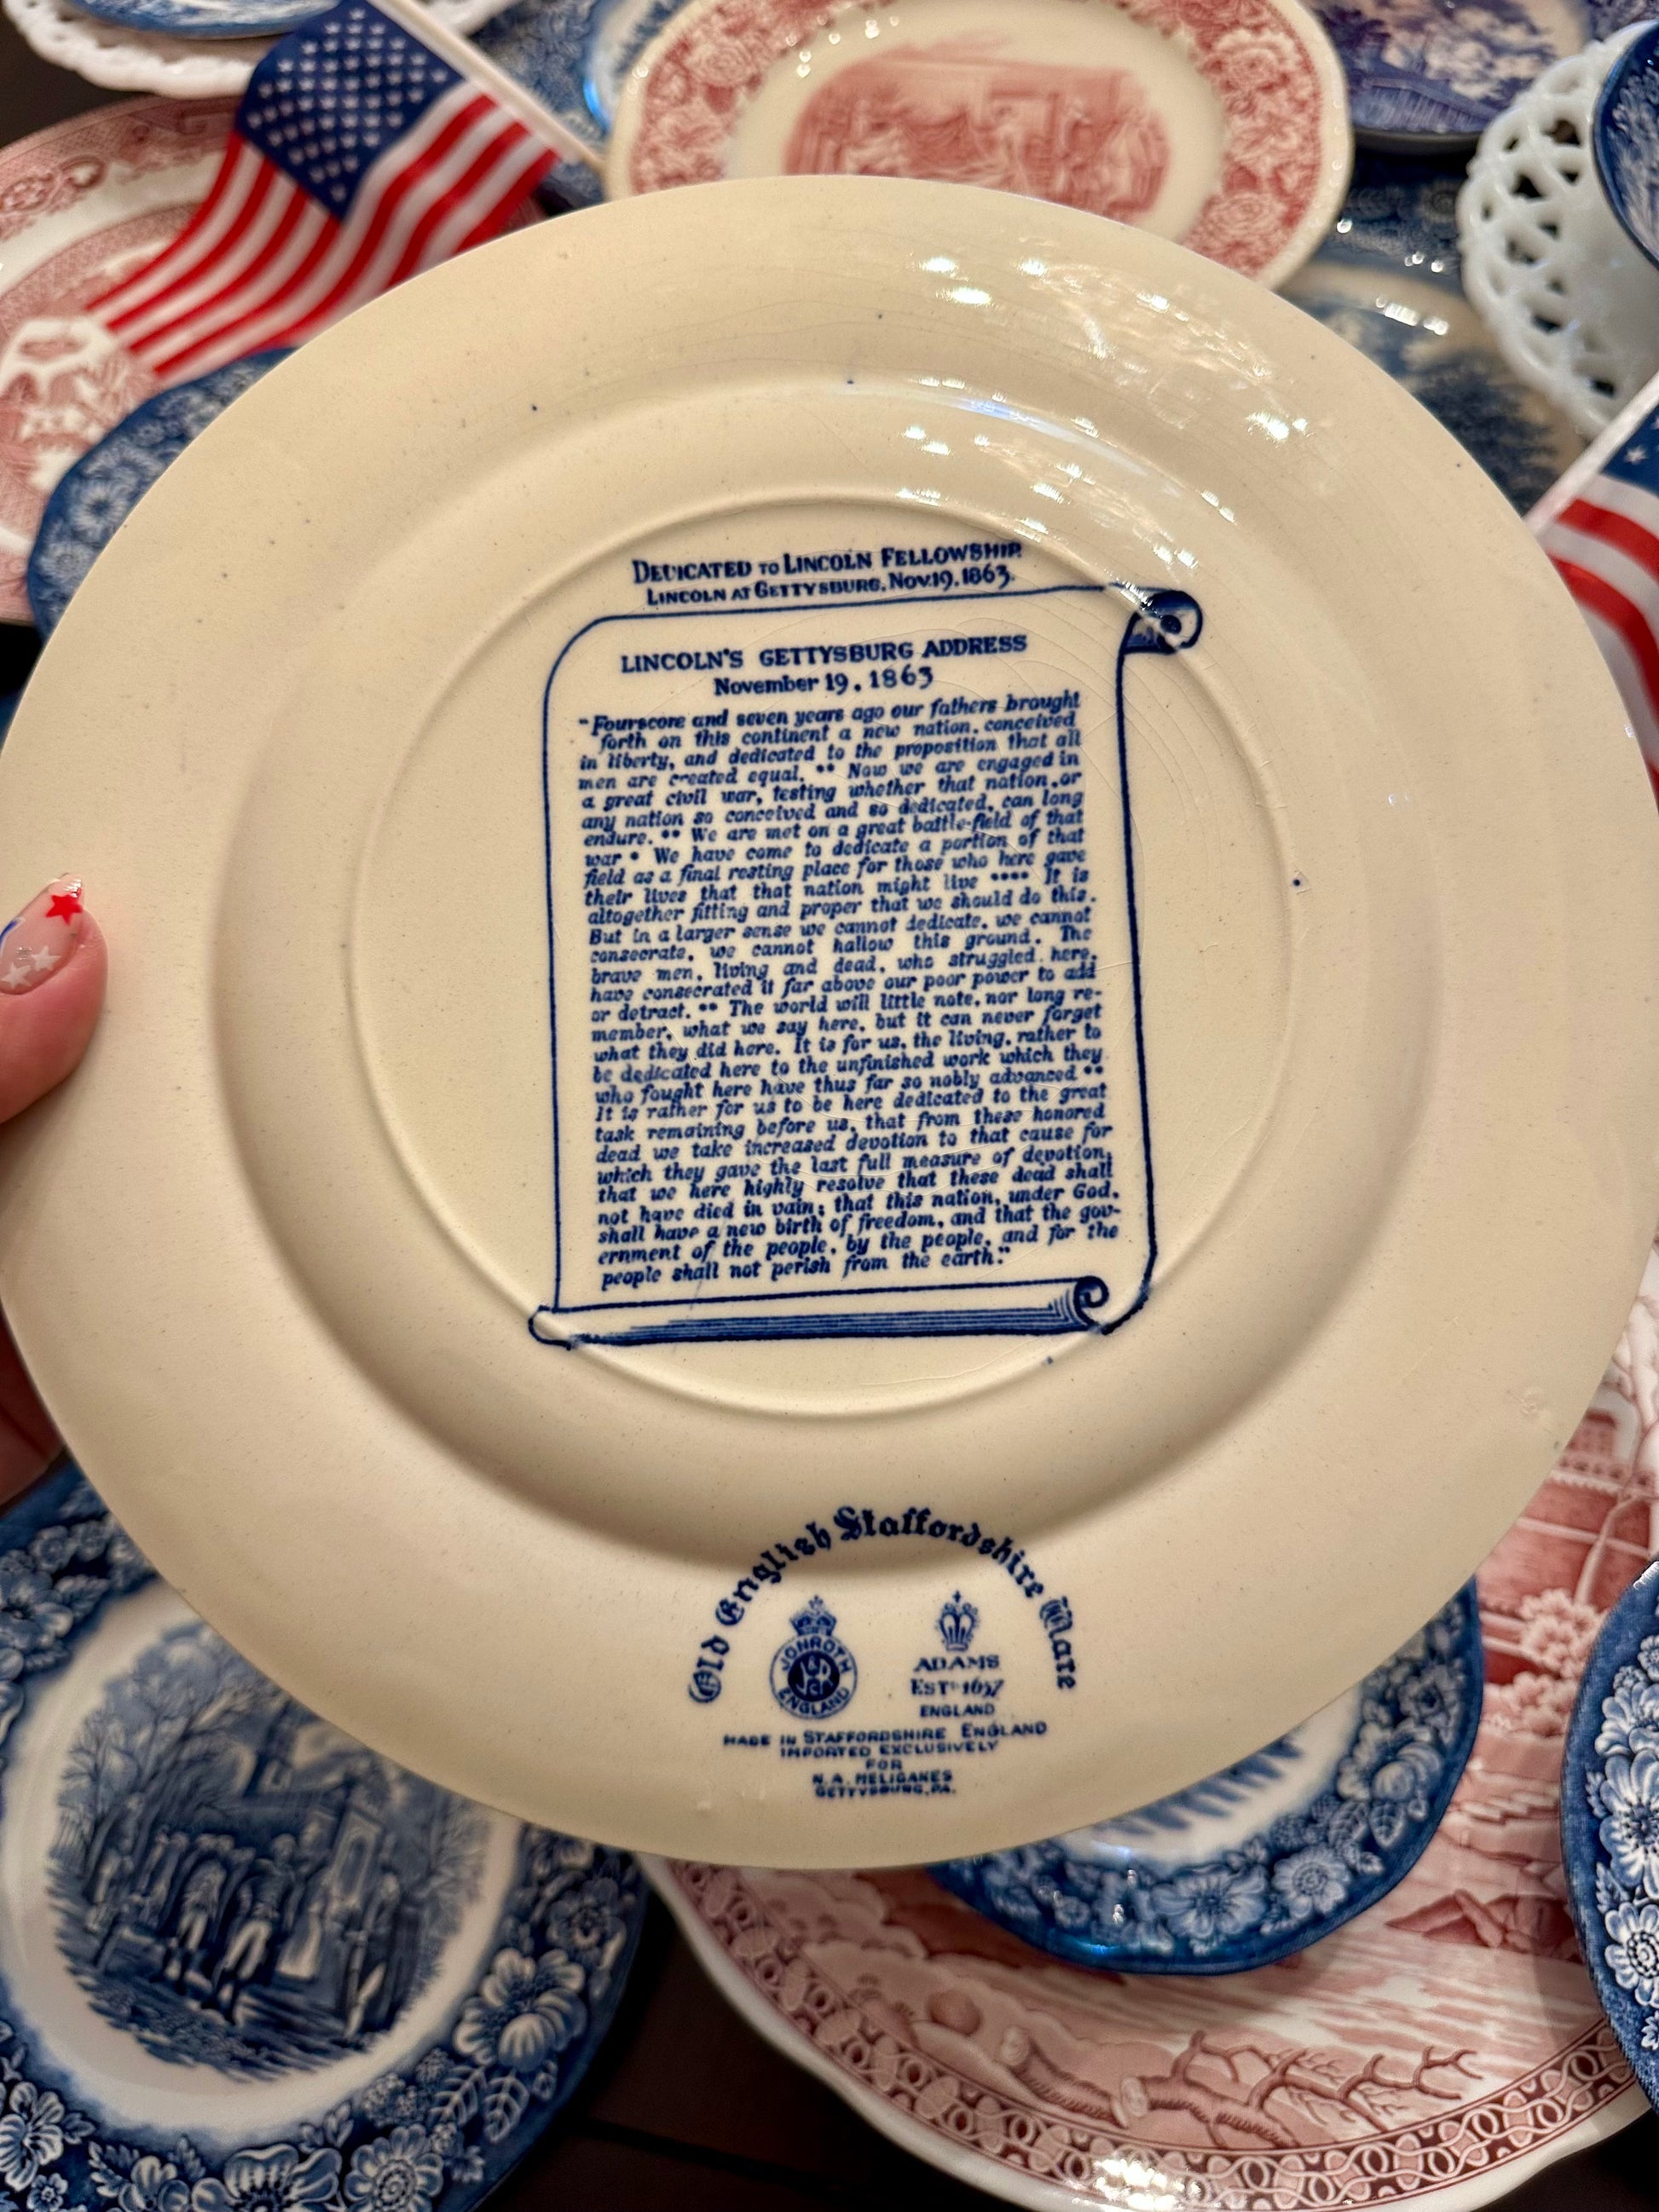 DEDICATED TO LINCOLN FELLOWSHIP
LINCOLN AT GETTYSBURG, NOV.19,1863.
LINCOLN'S GETTYSBURG ADDRESS
November 19, 1863
"Fourscore and seven years ago our fathers brought
forth on this continent a new nation, conceived
in liberty, and dedicated to the proposition that all
men are created equal. ** Now we are engaged in
a great civil war, testing whether that nation, or
any nation so conceived and so dedicated, can long
endure. ** We are met on a great battle-field of that
war * We have come to dedicate a portion of that
field as a final resting place for those who here gave
their lives that that nation might live **** It is
altogether fitting and proper that we should do this.
But in a larger sense we cannot dedicate, we cannot
consecrate, we cannot hallow this ground. The
brave men, living and dead, who struggled here,
have consecrated it far above our poor power to add
or detract. ** The world will little note, nor long re-
member, what we say here, but it can never forget
what they did here. It is for us, the living, rather to
be dedicated here to the unfinished work which they
who fought here have thus far so nobly advanced **
It is rather for us to be here dedicated to the great
task remaining before us, that from these honored
dead we take increased devotion to that cause for
which they gave the last full measure of devotion,
that we here highly resolve that these dead shall
not have died in vain; that this nation, under God,
shall have a new birth of freedom, and that the gov-
ernment of the people, by the people, and for the
people shall not perish from the earth."
Old English Staffordshire Ware
JONROTH
ENGLAND
ADAMS
ESTD 1657
ENGLAND
MADE IN STAFFORDSHIRE ENGLAND
IMPORTED EXCLUSIVELY
FOR
N.A. MELIGAKES
GETTYSBURG, PA.